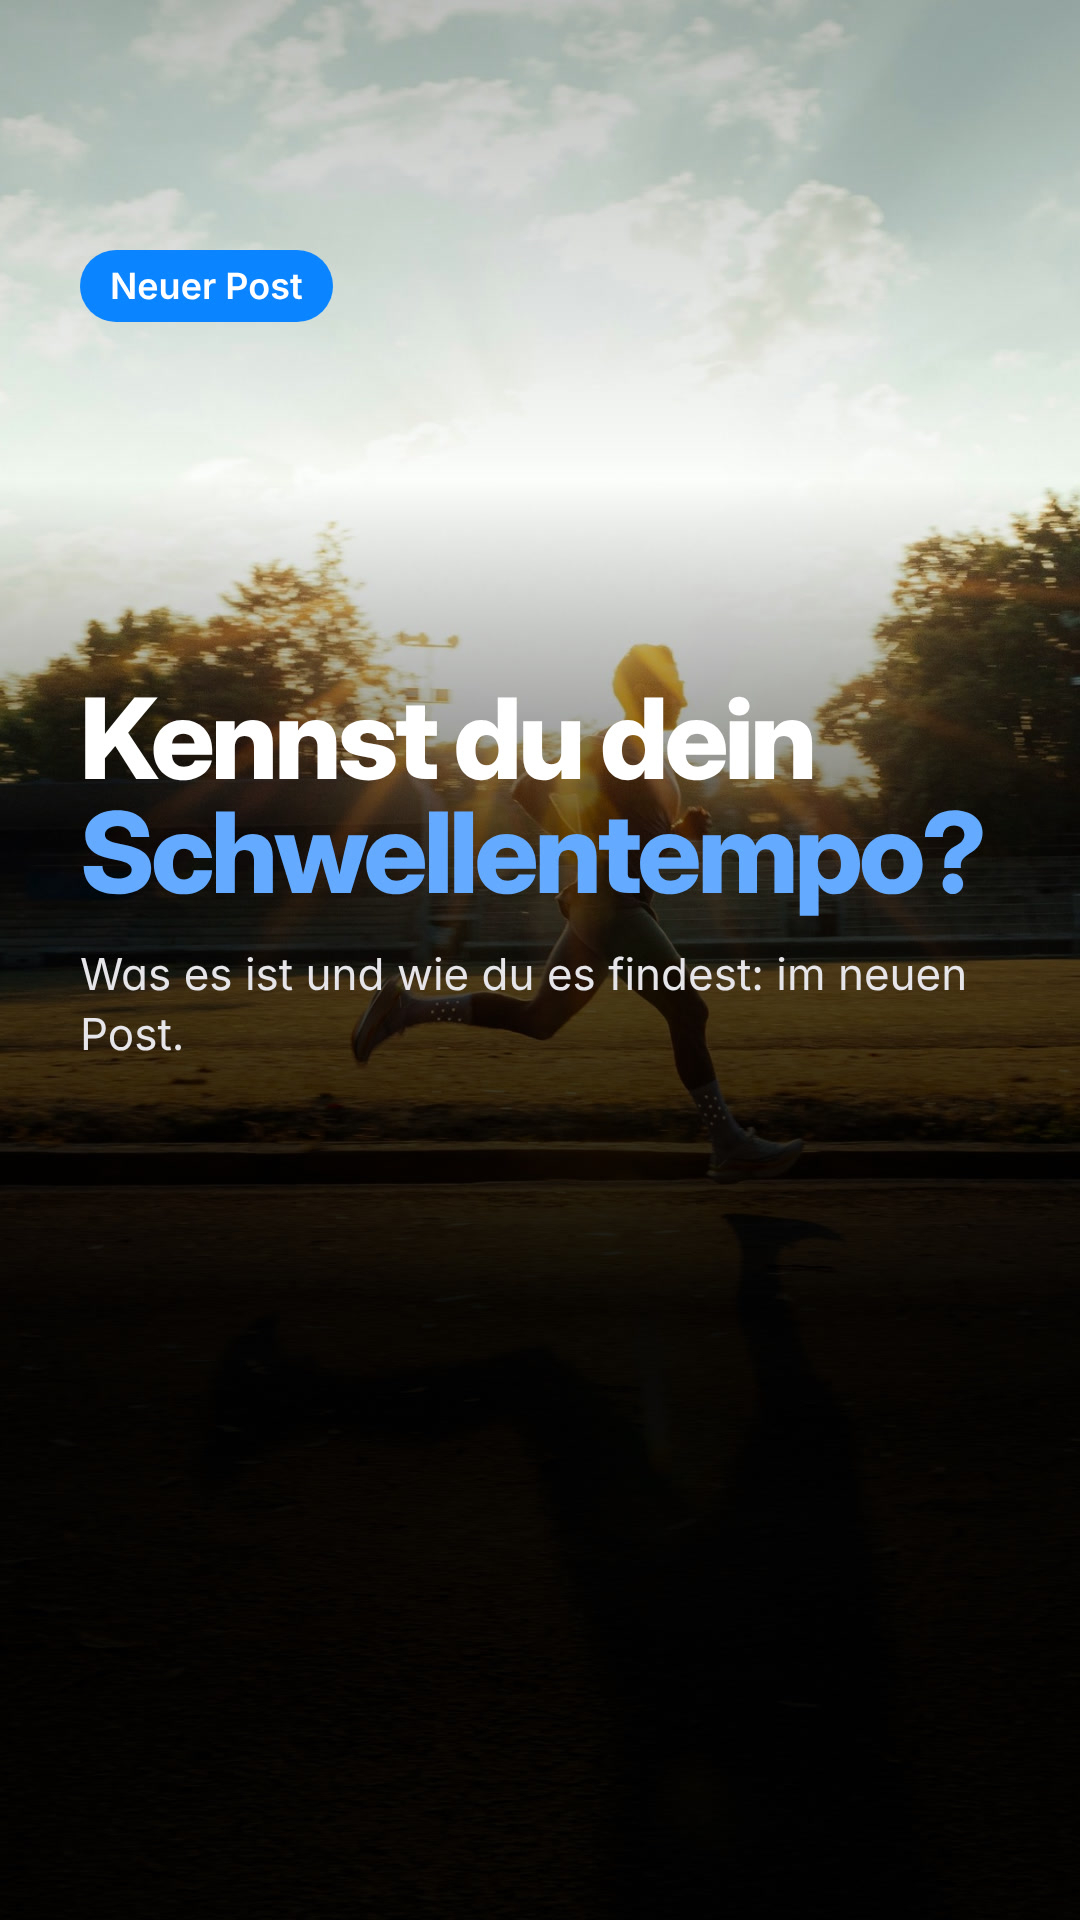 Neuer Post
Kennst du dein
Schwellentempo?
Was es ist und wie du es findest: im neuen
Post.